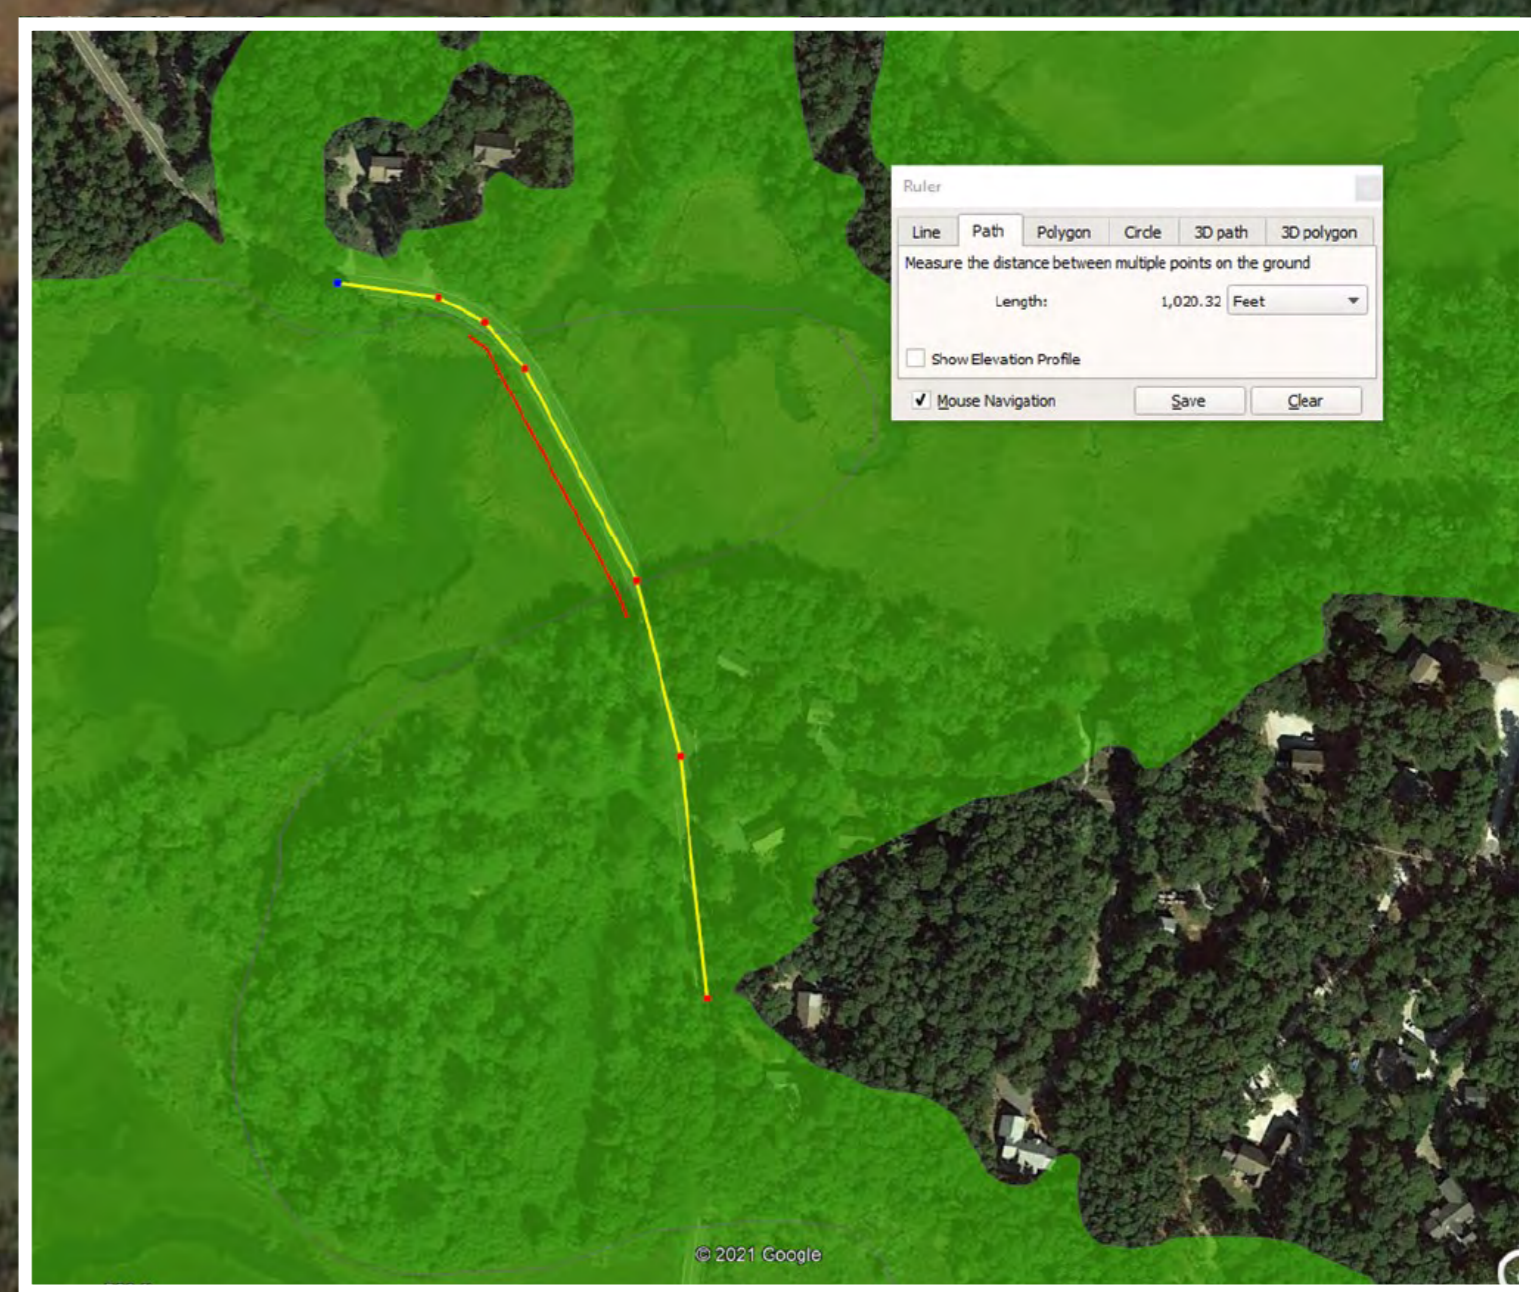 Ruler
Line Path Polygon Circle 3D path 3D polygon
Measure the distance between multiple points on the ground
Length: 1,020.32 Feet
Show Elevation Profile
Mouse Navigation Save Clear
© 2021 Google